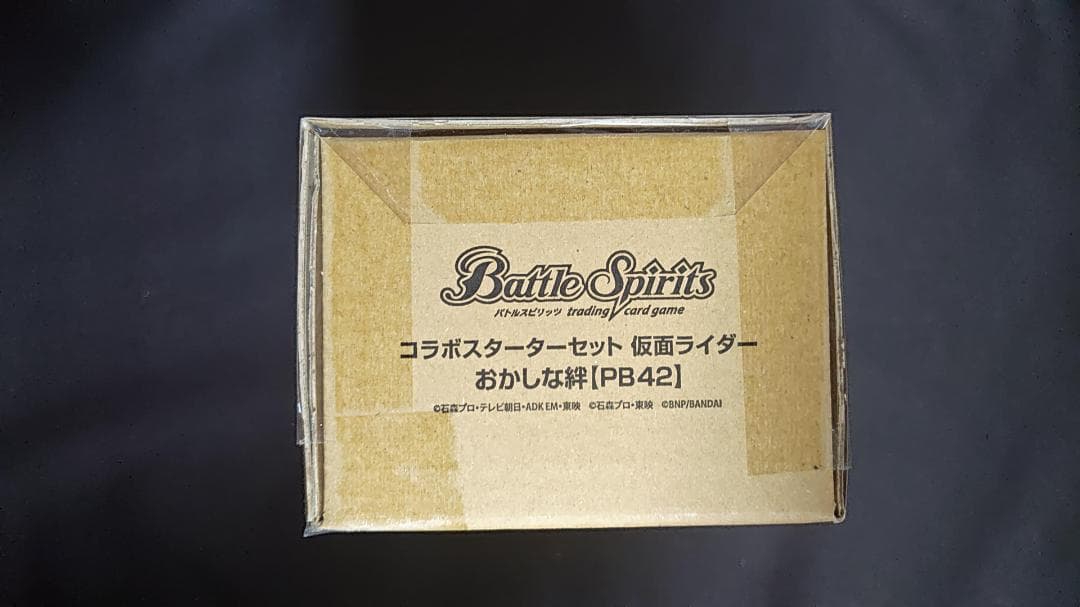 Battle Spirits
バトルスピリッツ trading card game
コラボスターターセット 仮面ライダー
おかしな絆【PB42】
©石森プロ・テレビ朝日・ADK EM・東映 ©石森プロ・東映 ©BNP/BANDAI